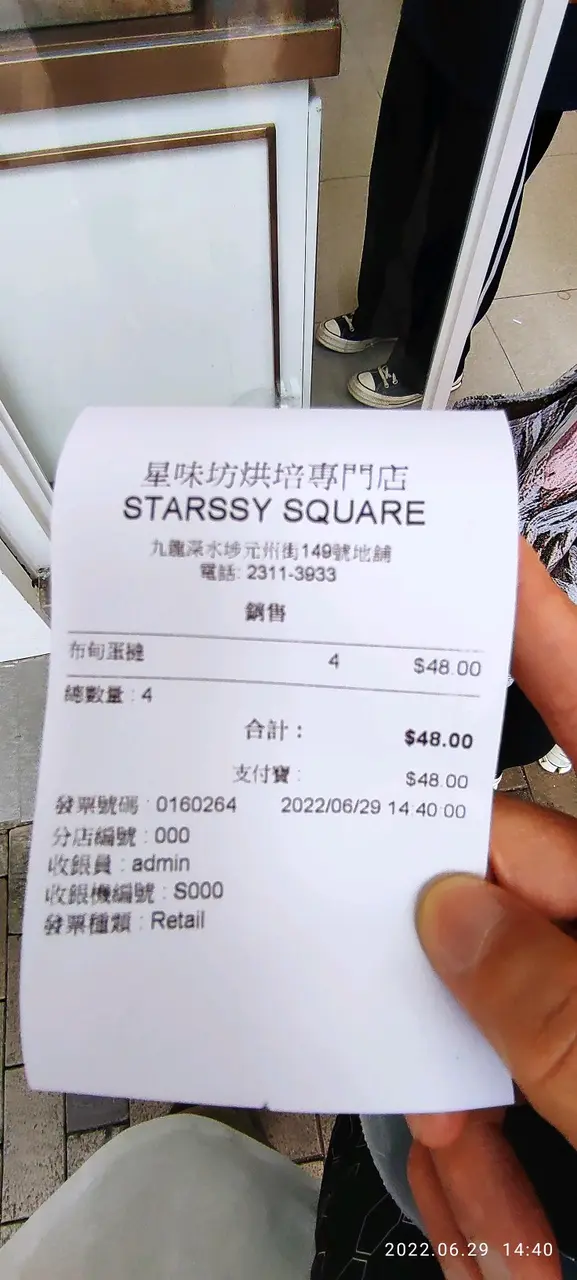 星味坊烘培專門店
STARSSY SQUARE
九龍深水埗元州街149號地舖
電話: 2311-3933
銷售
布甸蛋撻 4 $48.00
總數量 : 4
合計 : $48.00
支付寶 : $48.00
發票號碼 : 0160264 2022/06/29 14:40:00
分店編號 : 000
收銀員 : admin
收銀機編號 : S000
發票種類 : Retail
2022.06.29 14:40